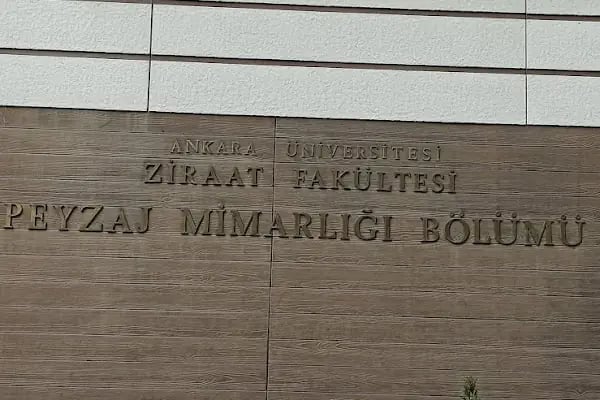 ANKARA ÜNİVERSİTESİ
ZİRAAT FAKÜLTESİ
PEYZAJ MİMARLIĞI BÖLÜMÜ